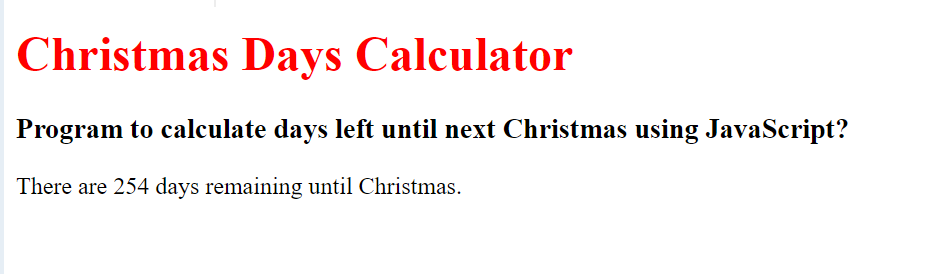 Christmas Days Calculator
Program to calculate days left until next Christmas using JavaScript?
There are 254 days remaining until Christmas.